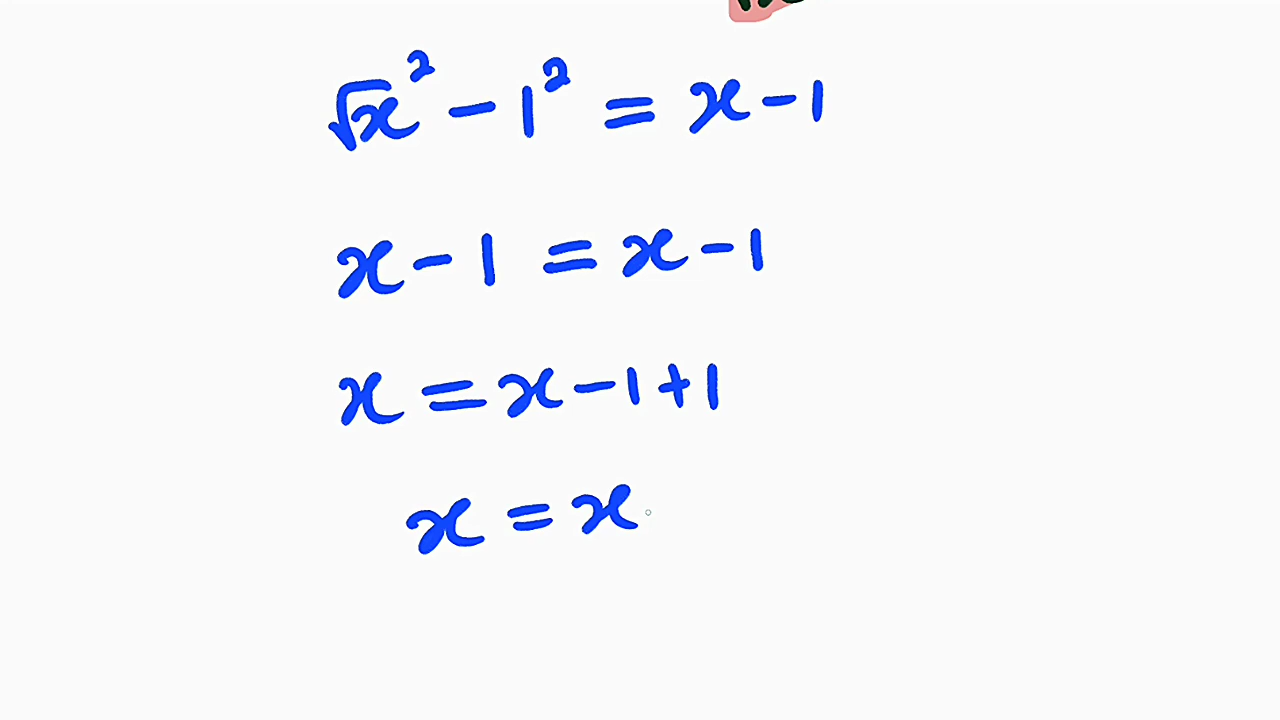 √x² - 1² = x - 1
x - 1 = x - 1
x = x - 1 + 1
x = x